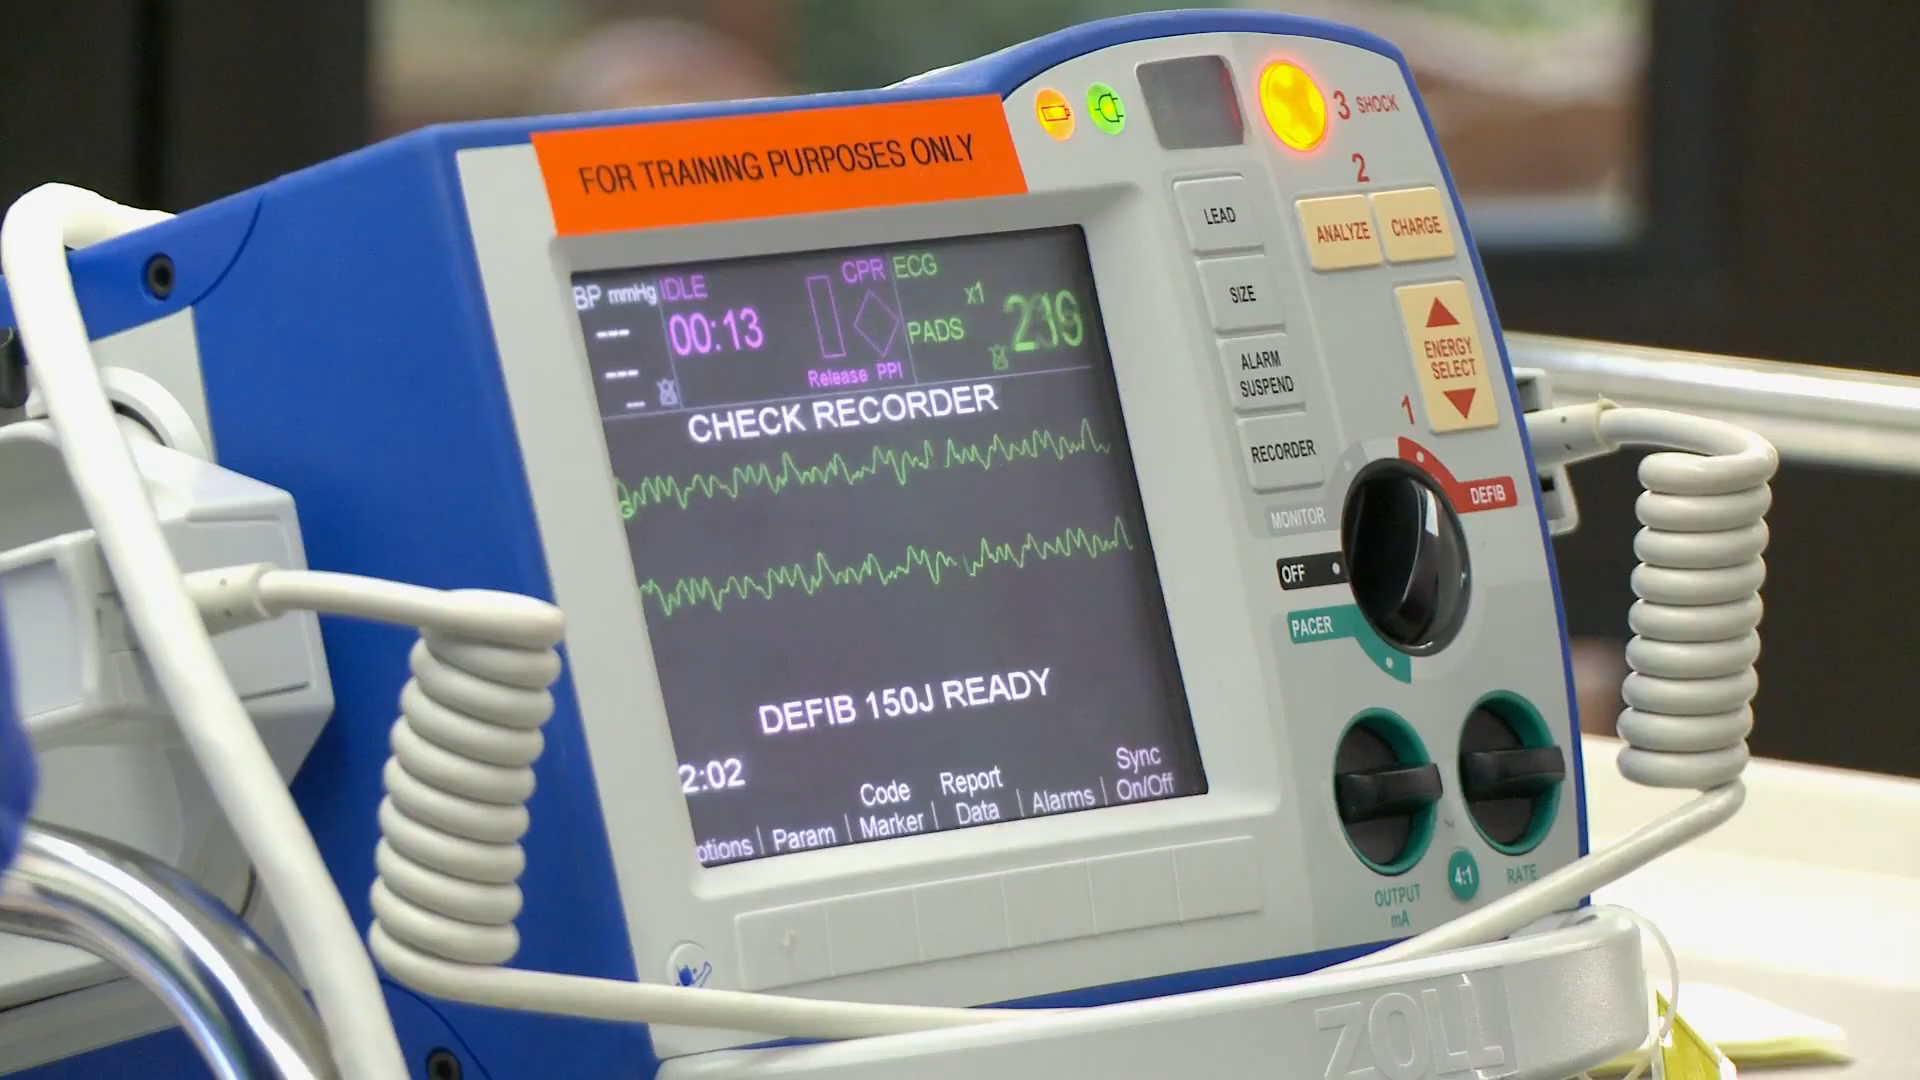 FOR TRAINING PURPOSES ONLY
3 SHOCK
2
LEAD
ANALYZE
CHARGE
SIZE
ENERGY
SELECT
ALARM
SUSPEND
1
RECORDER
DEFIB
MONITOR
OFF
PACER
OUTPUT
mA
4:1
RATE
BP mmHg
IDLE
CPR
ECG
---
00:13
x1
PADS
---
--
Release PPI
CHECK RECORDER
DEFIB 150J READY
2:02
otions
Param
Code
Marker
Report
Data
Alarms
Sync
On/Off
ZOLL